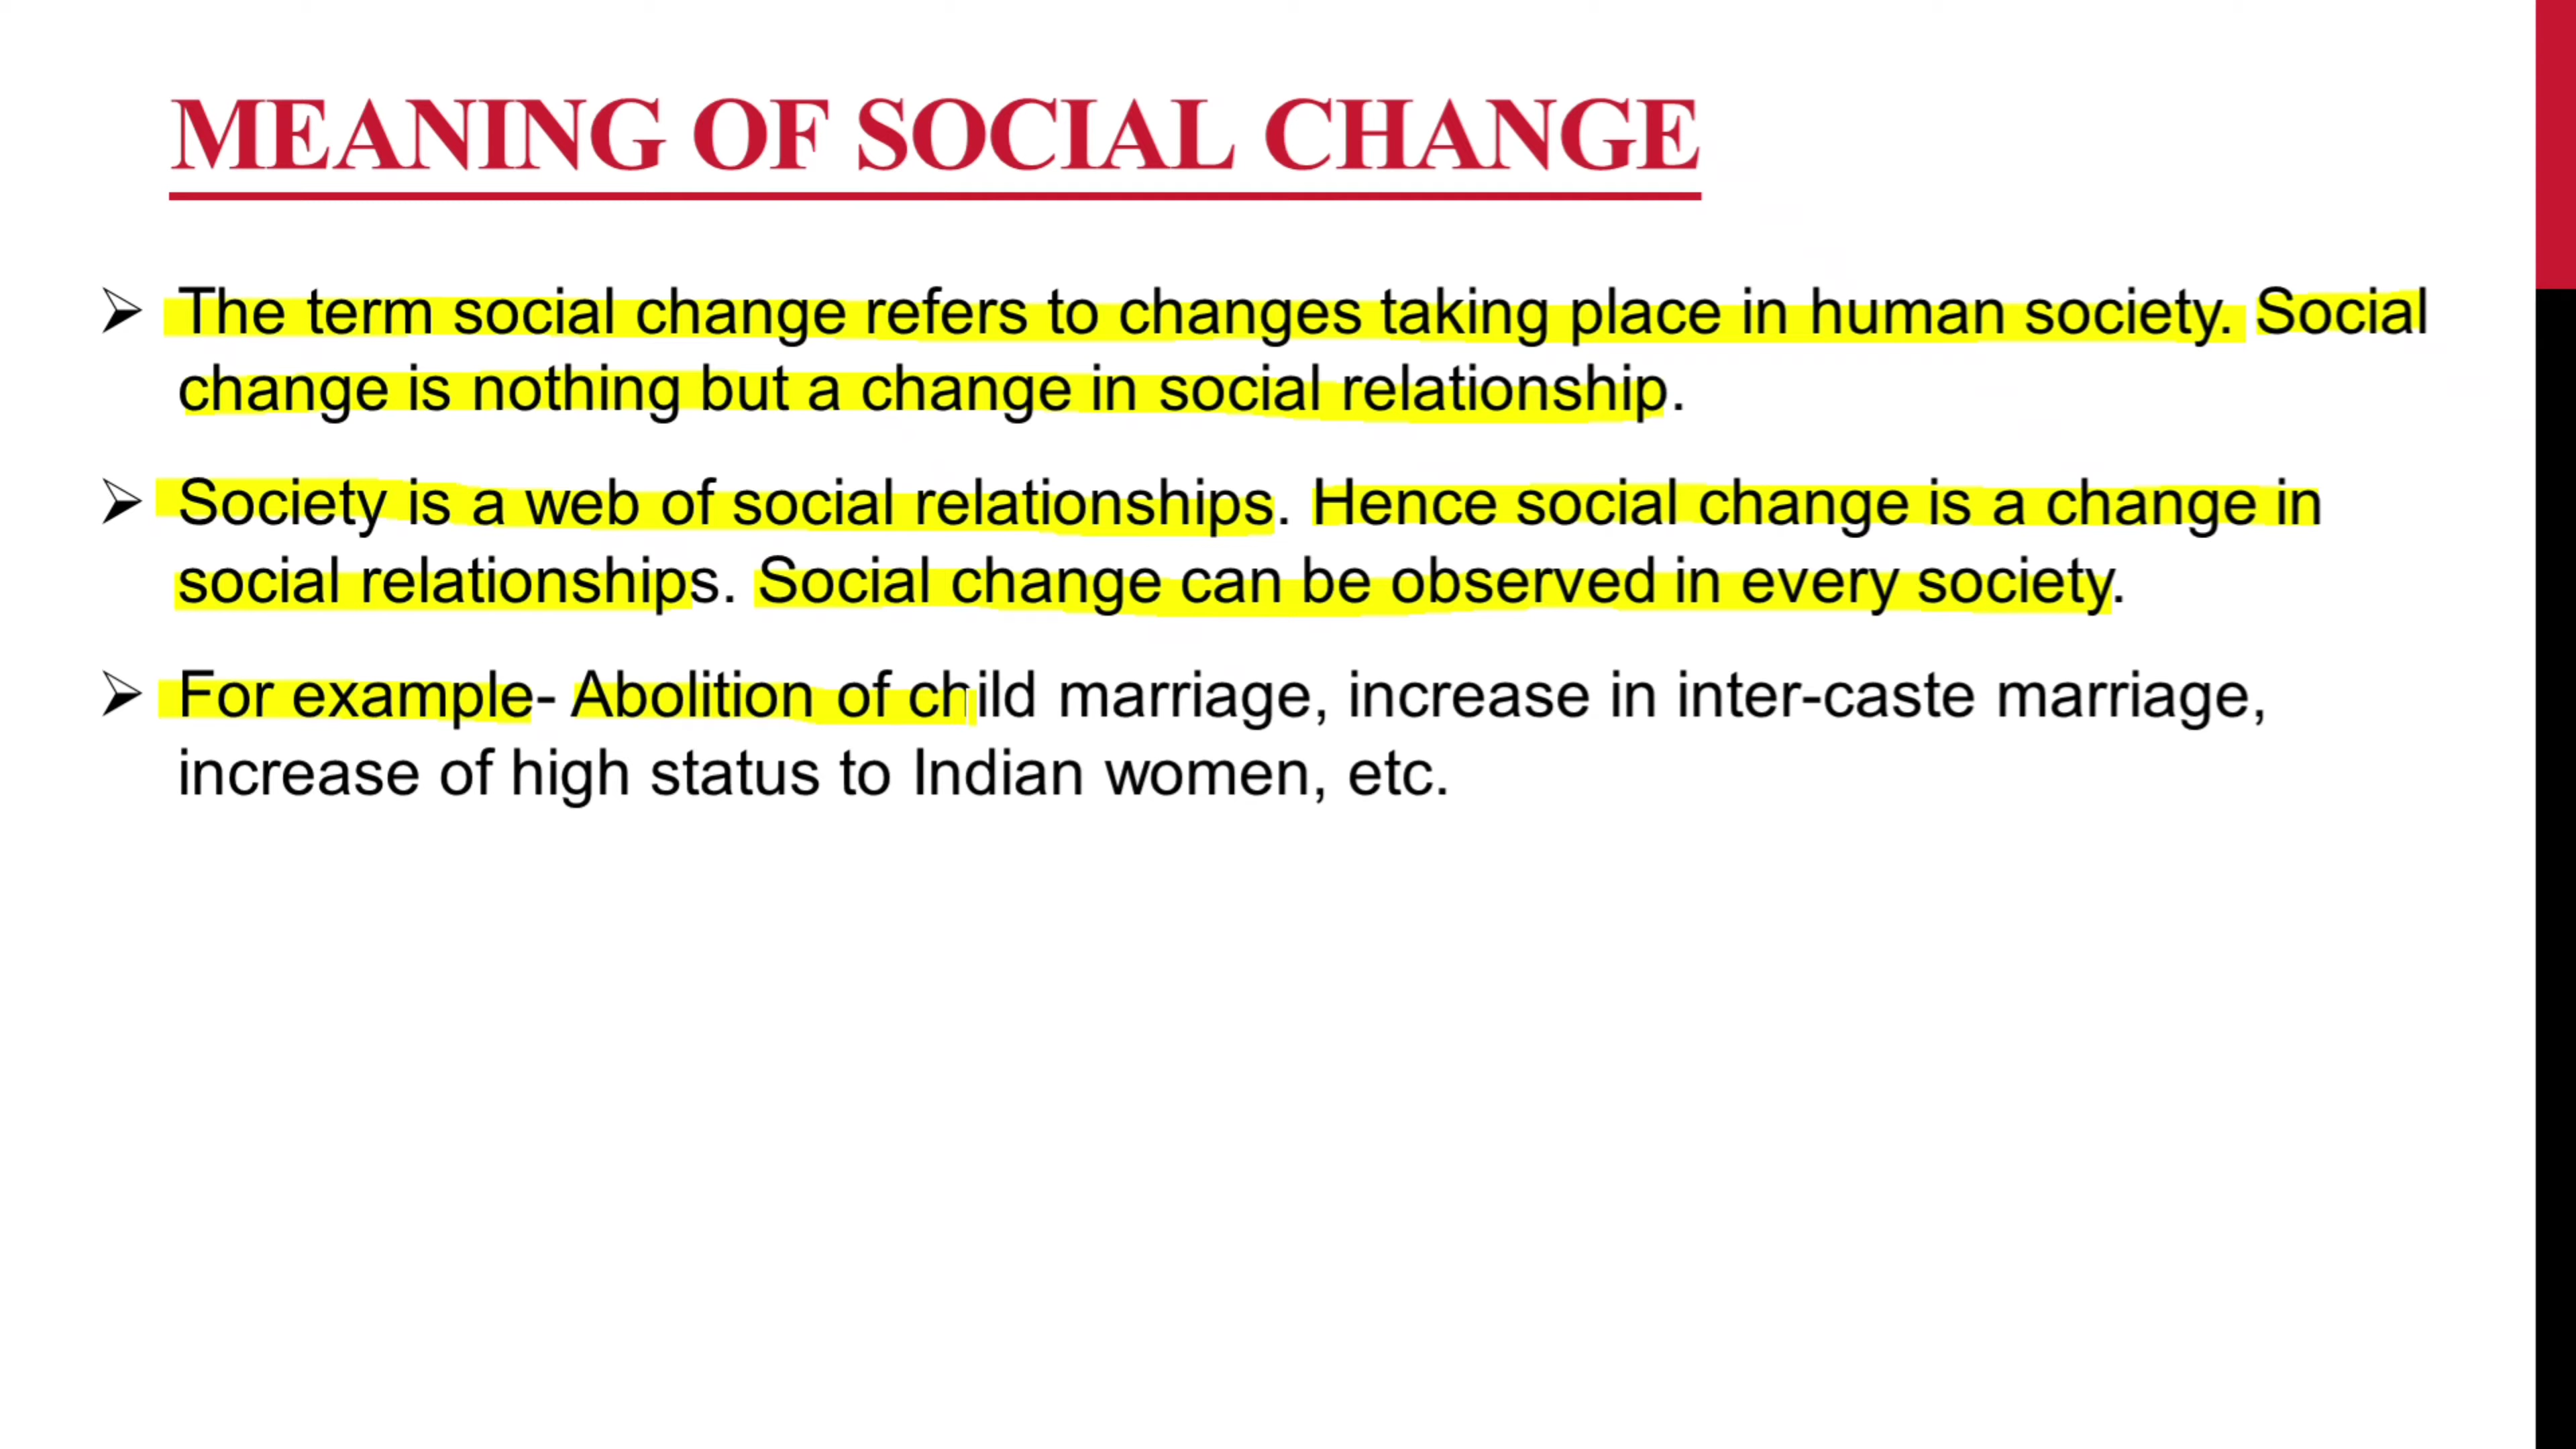 MEANING OF SOCIAL CHANGE
➢ The term social change refers to changes taking place in human society. Social
change is nothing but a change in social relationship.
➢ Society is a web of social relationships. Hence social change is a change in
social relationships. Social change can be observed in every society.
➢ For example- Abolition of child marriage, increase in inter-caste marriage,
increase of high status to Indian women, etc.